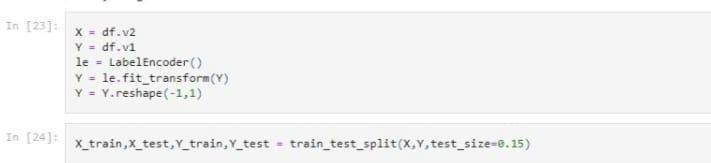 In [23]:
X = df.v2
Y = df.v1
le = LabelEncoder()
Y = le.fit_transform(Y)
Y = Y.reshape(-1,1)
In [24]:
X_train,X_test,Y_train,Y_test = train_test_split(X,Y,test_size=0.15)